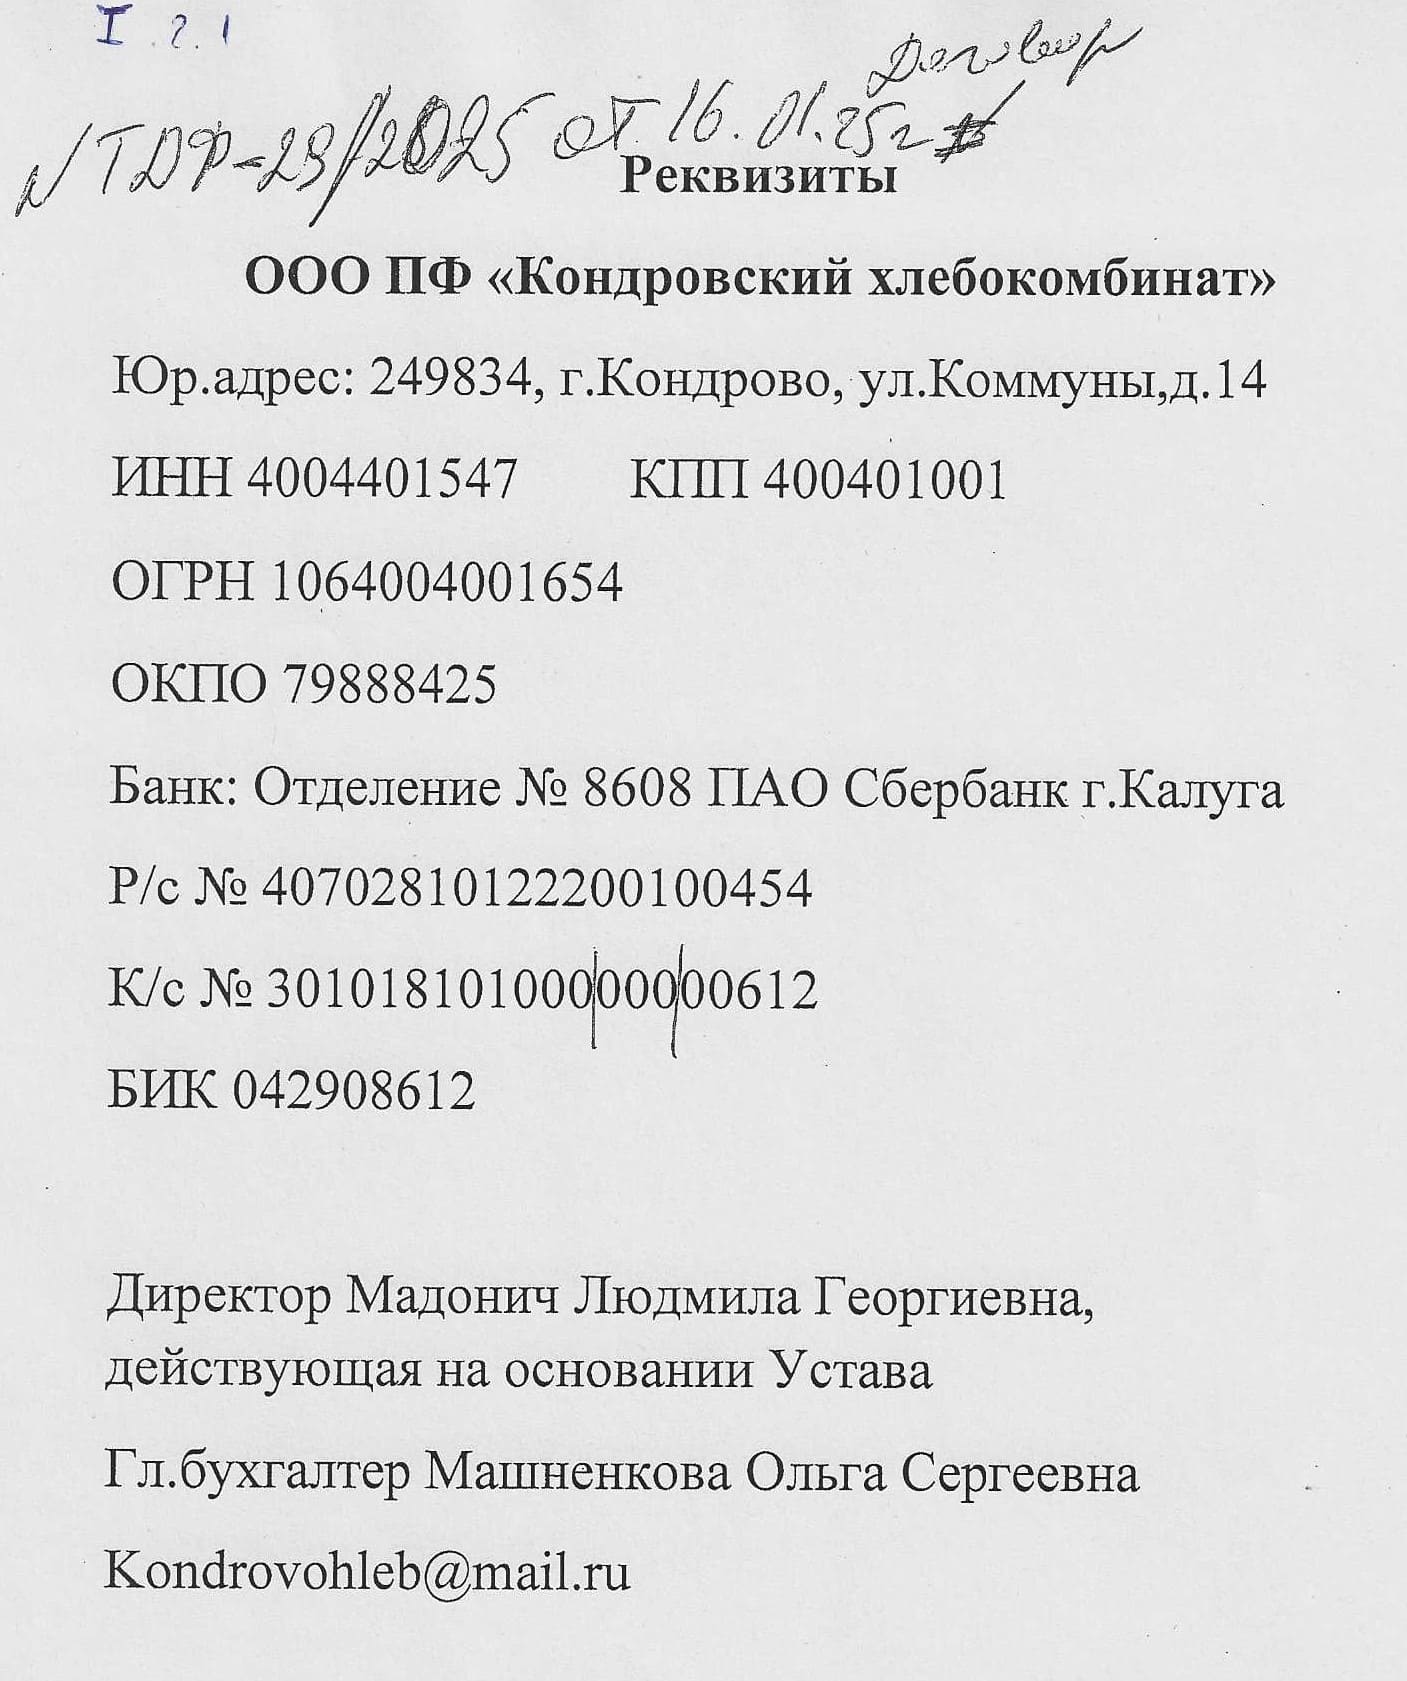 I.2.1
Договор
N ТДФ-29/2025 от 16.01.25г
Реквизиты
ООО ПФ «Кондровский хлебокомбинат»
Юр.адрес: 249834, г.Кондрово, ул.Коммуны,д.14
ИНН 4004401547 КПП 400401001
ОГРН 1064004001654
ОКПО 79888425
Банк: Отделение № 8608 ПАО Сбербанк г.Калуга
Р/с № 40702810122200100454
К/с № 30101810100000000612
БИК 042908612
Директор Мадонич Людмила Георгиевна,
действующая на основании Устава
Гл.бухгалтер Машненкова Ольга Сергеевна
Kondrovohleb@mail.ru